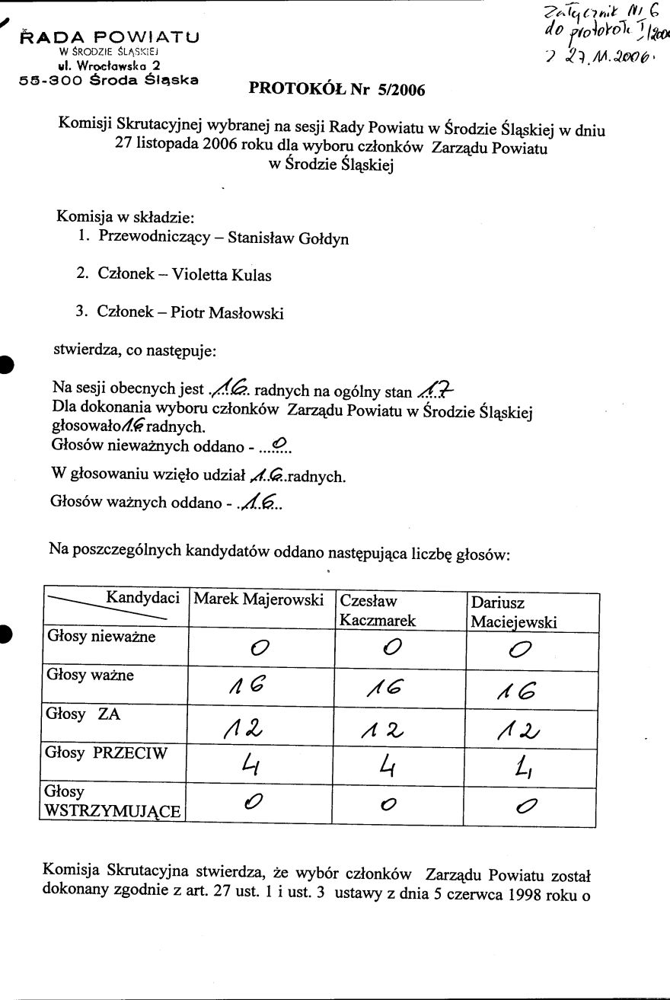 RADA POWIATU
W ŚRODZIE ŚLĄSKIEJ
ul. Wrocławska 2
55-300 Środa Śląska
Załącznik Nr 6
do protokołu I/2006
z 27.11.2006.
PROTOKÓŁ Nr 5/2006
Komisji Skrutacyjnej wybranej na sesji Rady Powiatu w Środzie Śląskiej w dniu
27 listopada 2006 roku dla wyboru członków Zarządu Powiatu
w Środzie Śląskiej
Komisja w składzie:
1. Przewodniczący – Stanisław Gołdyn
2. Członek – Violetta Kulas
3. Członek – Piotr Masłowski
stwierdza, co następuje:
Na sesji obecnych jest .16. radnych na ogólny stan 17
Dla dokonania wyboru członków Zarządu Powiatu w Środzie Śląskiej
głosowało 16 radnych.
Głosów nieważnych oddano - ...0...
W głosowaniu wzięło udział .16..radnych.
Głosów ważnych oddano - ..16..
Na poszczególnych kandydatów oddano następująca liczbę głosów:
Kandydaci Marek Majerowski Czesław Kaczmarek Dariusz Maciejewski
Głosy nieważne 0 0 0
Głosy ważne 16 16 16
Głosy ZA 12 12 12
Głosy PRZECIW 4 4 4
Głosy WSTRZYMUJĄCE 0 0 0
Komisja Skrutacyjna stwierdza, że wybór członków Zarządu Powiatu został
dokonany zgodnie z art. 27 ust. 1 i ust. 3 ustawy z dnia 5 czerwca 1998 roku o